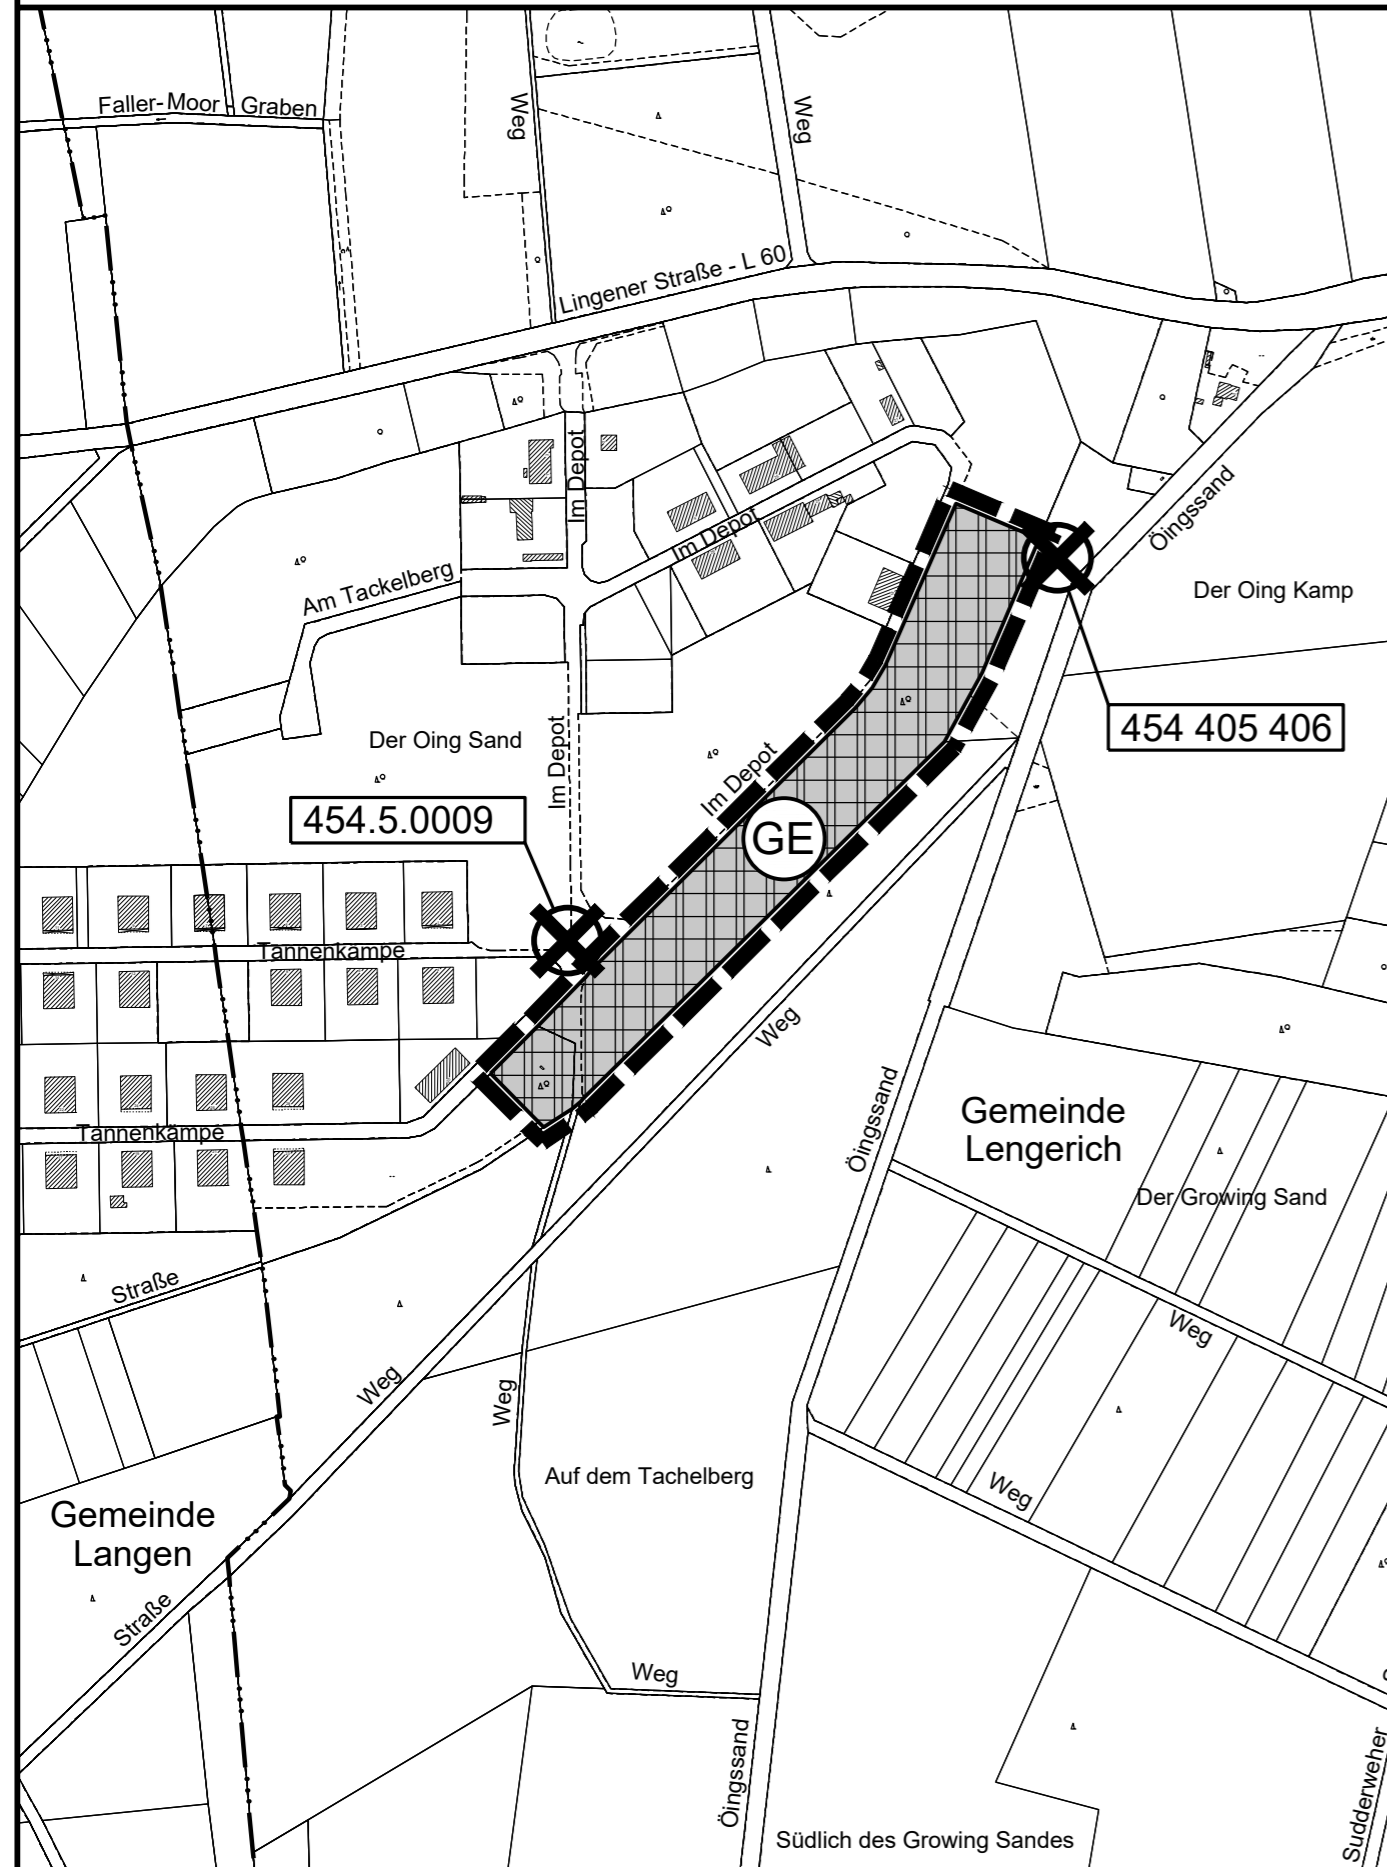 Faller-Moor Graben
Weg
Weg
Lingener Straße - L 60
Im Depot
Im Depot
Öingssand
Am Tackelberg
Der Oing Kamp
454 405 406
Der Oing Sand
Im Depot
Im Depot
454.5.0009
GE
Tannenkämpe
Weg
Tannenkämpe
Öingssand
Gemeinde
Lengerich
Der Growing Sand
Straße
Weg
Weg
Weg
Auf dem Tachelberg
Weg
Gemeinde
Langen
Straße
Weg
Öingssand
Südlich des Growing Sandes
Sudderweher